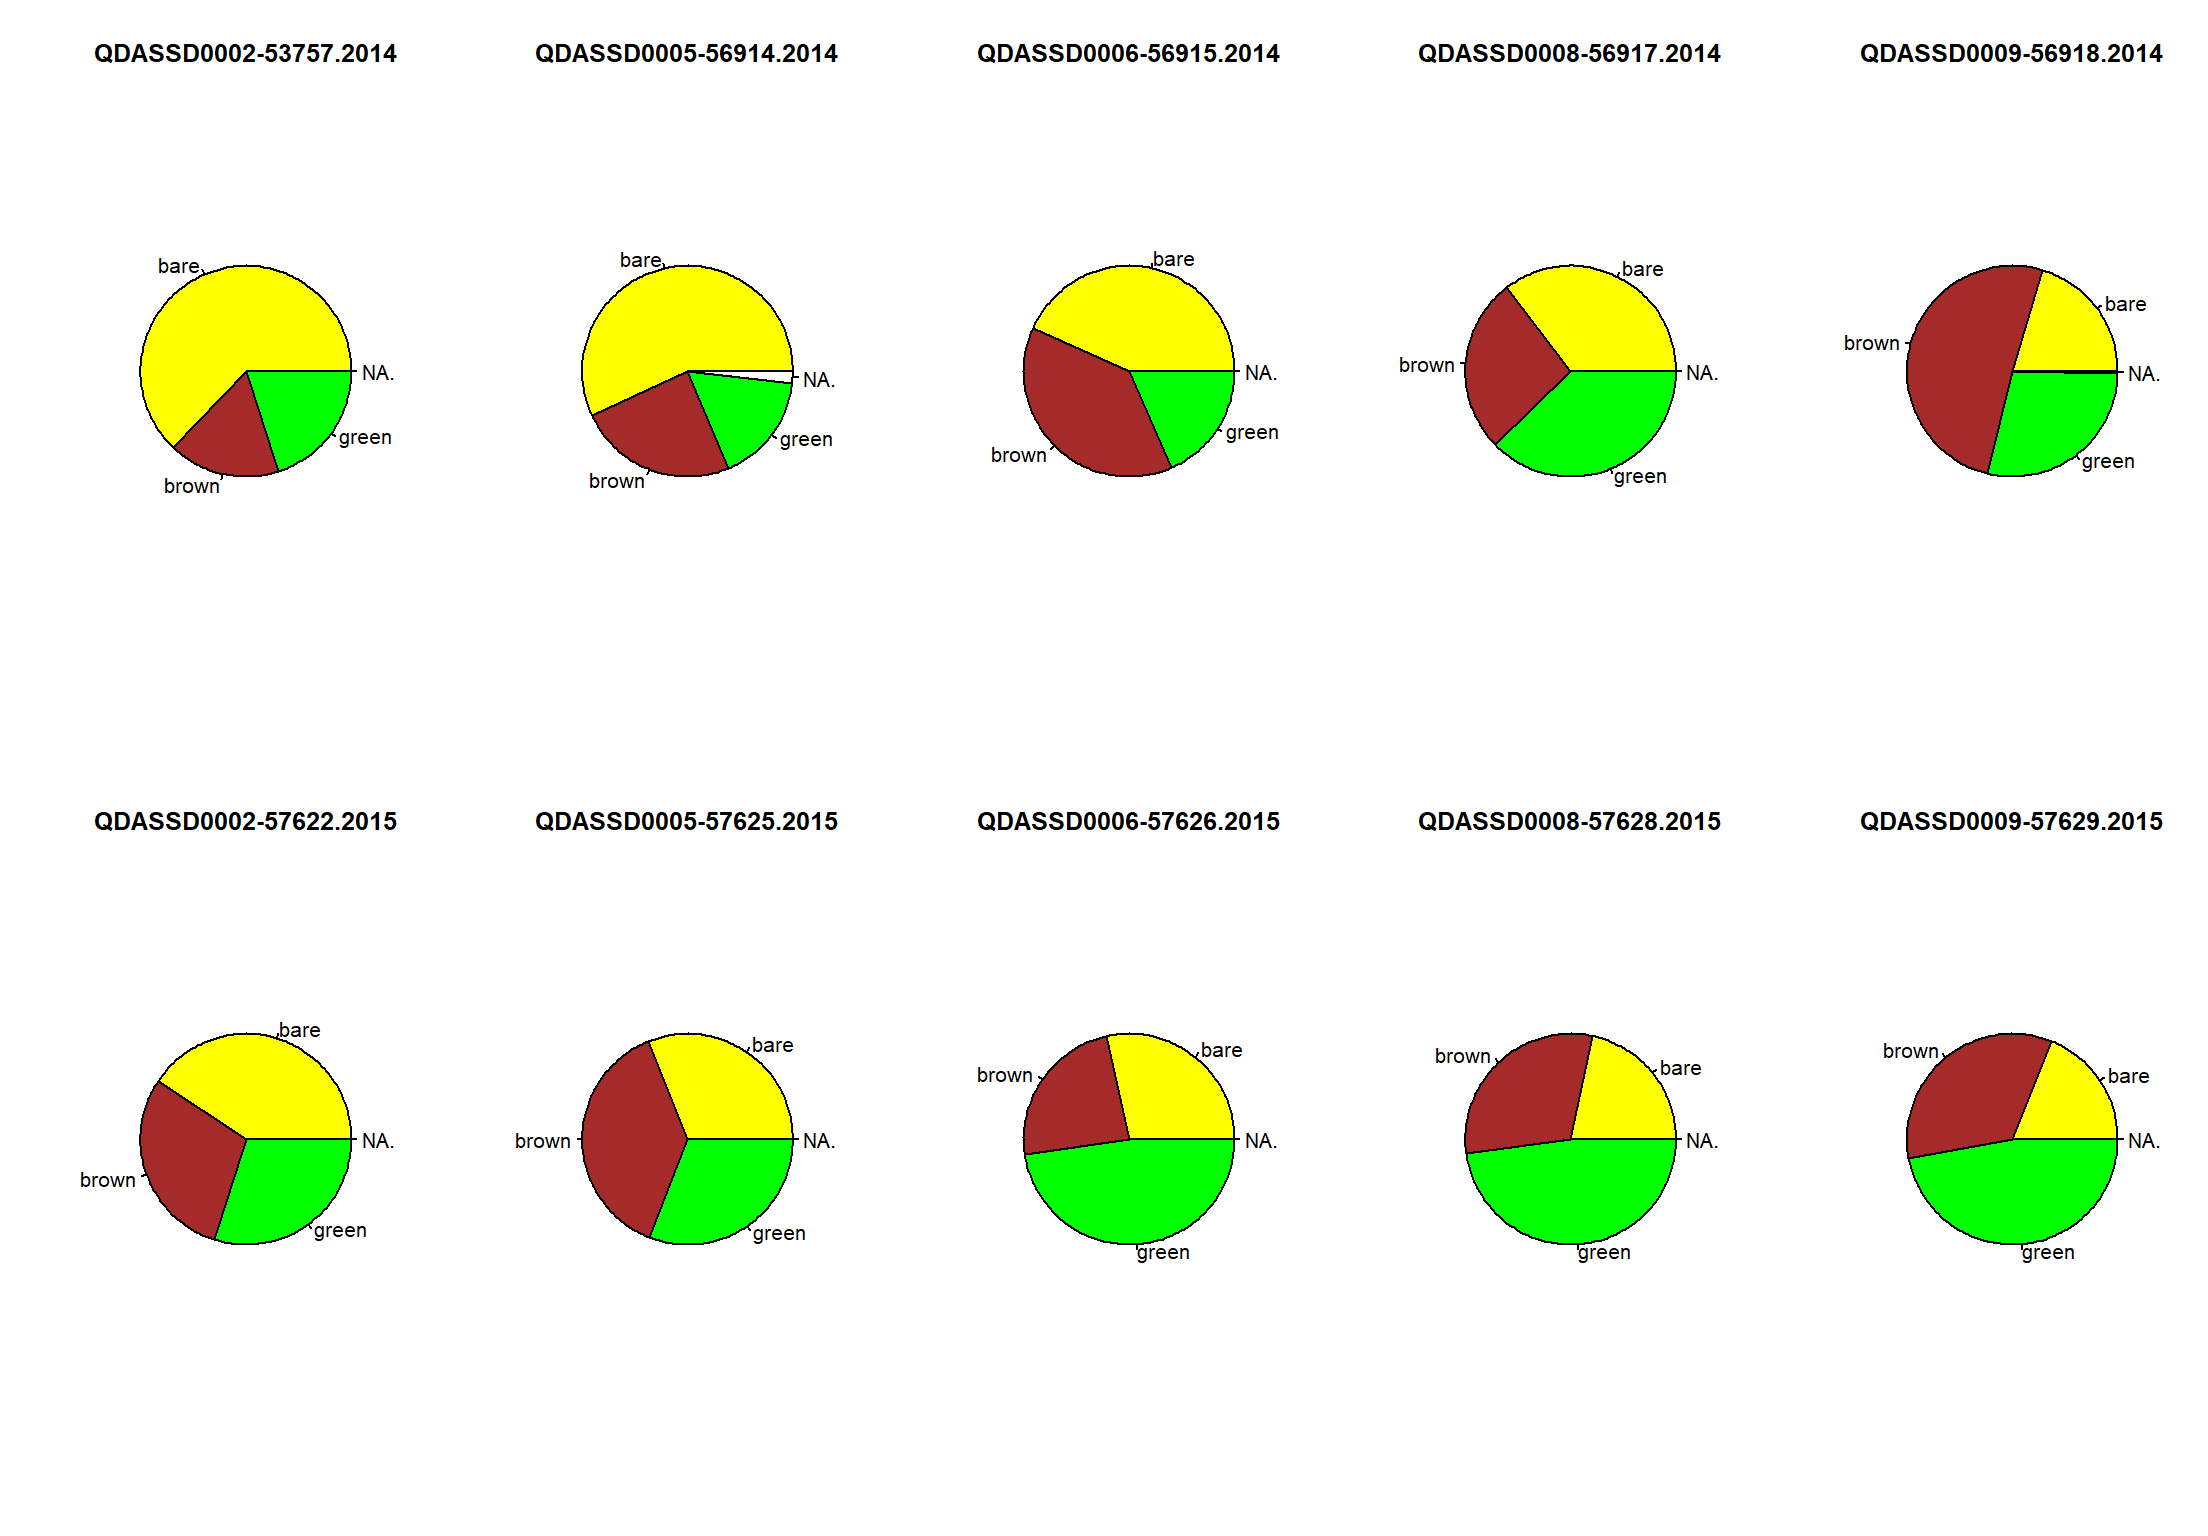 QDASSD0002-53757.2014
bare
NA.
green
brown
QDASSD0005-56914.2014
bare
NA.
green
brown
QDASSD0006-56915.2014
bare
NA.
green
brown
QDASSD0008-56917.2014
bare
brown
NA.
green
QDASSD0009-56918.2014
bare
brown
NA.
green
QDASSD0002-57622.2015
bare
NA.
brown
green
QDASSD0005-57625.2015
bare
brown
NA.
green
QDASSD0006-57626.2015
bare
brown
NA.
green
QDASSD0008-57628.2015
brown
bare
NA.
green
QDASSD0009-57629.2015
brown
bare
NA.
green